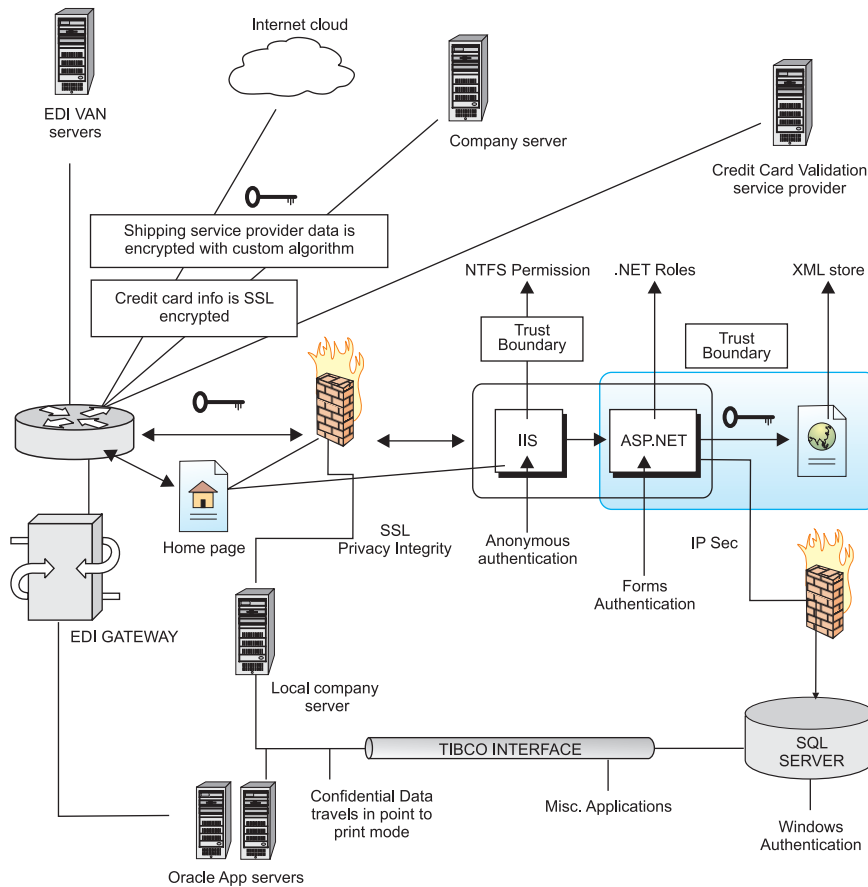 Internet cloud
EDI VAN
servers
Company server
Credit Card Validation
service provider
Shipping service provider data is
encrypted with custom algorithm
Credit card info is SSL
encrypted
NTFS Permission
.NET Roles
XML store
Trust
Boundary
Trust
Boundary
IIS
ASP.NET
Home page
SSL
Privacy Integrity
Anonymous
authentication
IP Sec
Forms
Authentication
EDI GATEWAY
Local company
server
TIBCO INTERFACE
SQL
SERVER
Confidential Data
travels in point to
print mode
Misc. Applications
Windows
Authentication
Oracle App servers